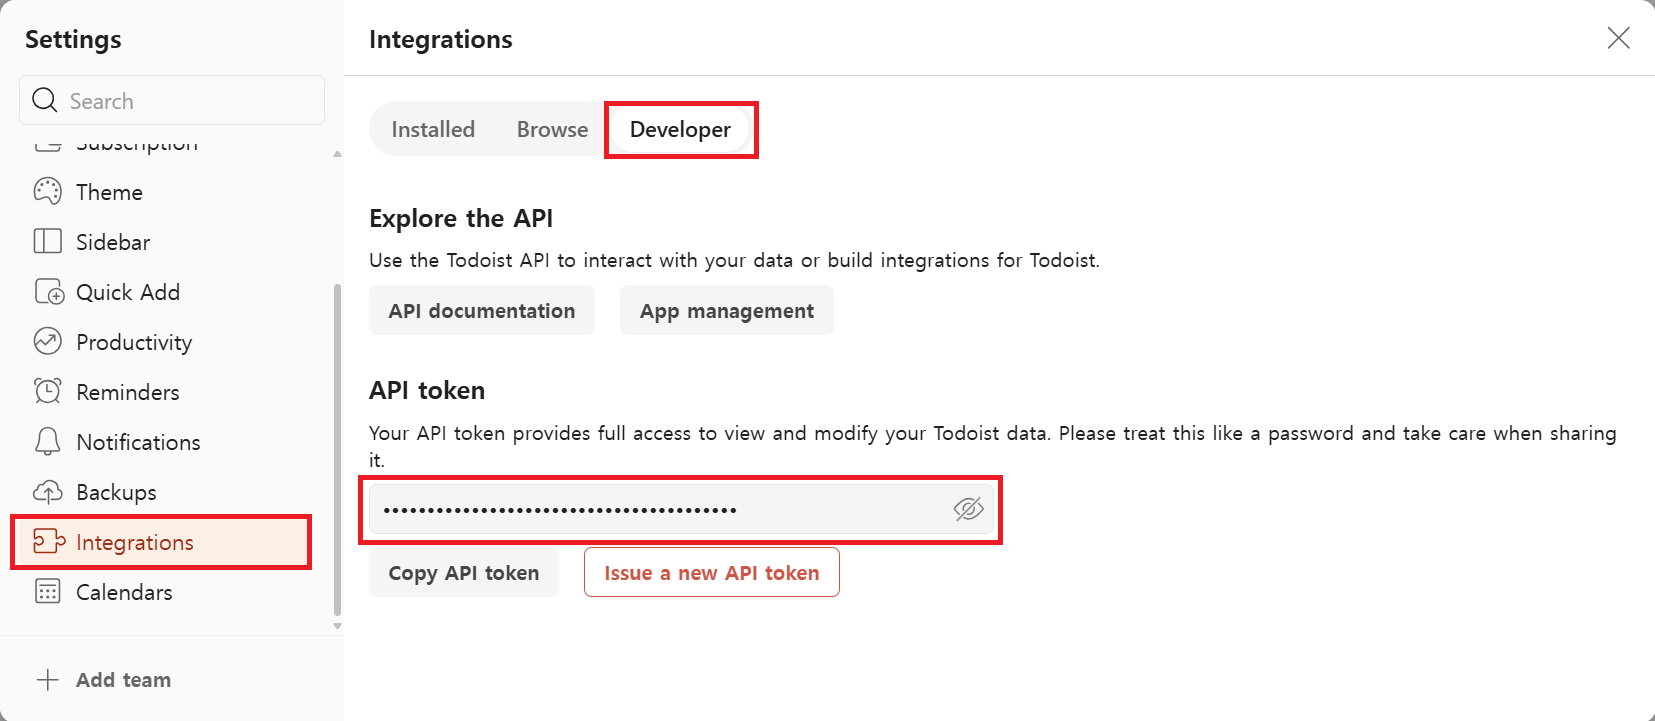 Settings
Search
Subscription
Theme
Sidebar
Quick Add
Productivity
Reminders
Notifications
Backups
Integrations
Calendars
Add team
Integrations
Installed
Browse
Developer
Explore the API
Use the Todoist API to interact with your data or build integrations for Todoist.
API documentation
App management
API token
Your API token provides full access to view and modify your Todoist data. Please treat this like a password and take care when sharing
it.
Copy API token
Issue a new API token